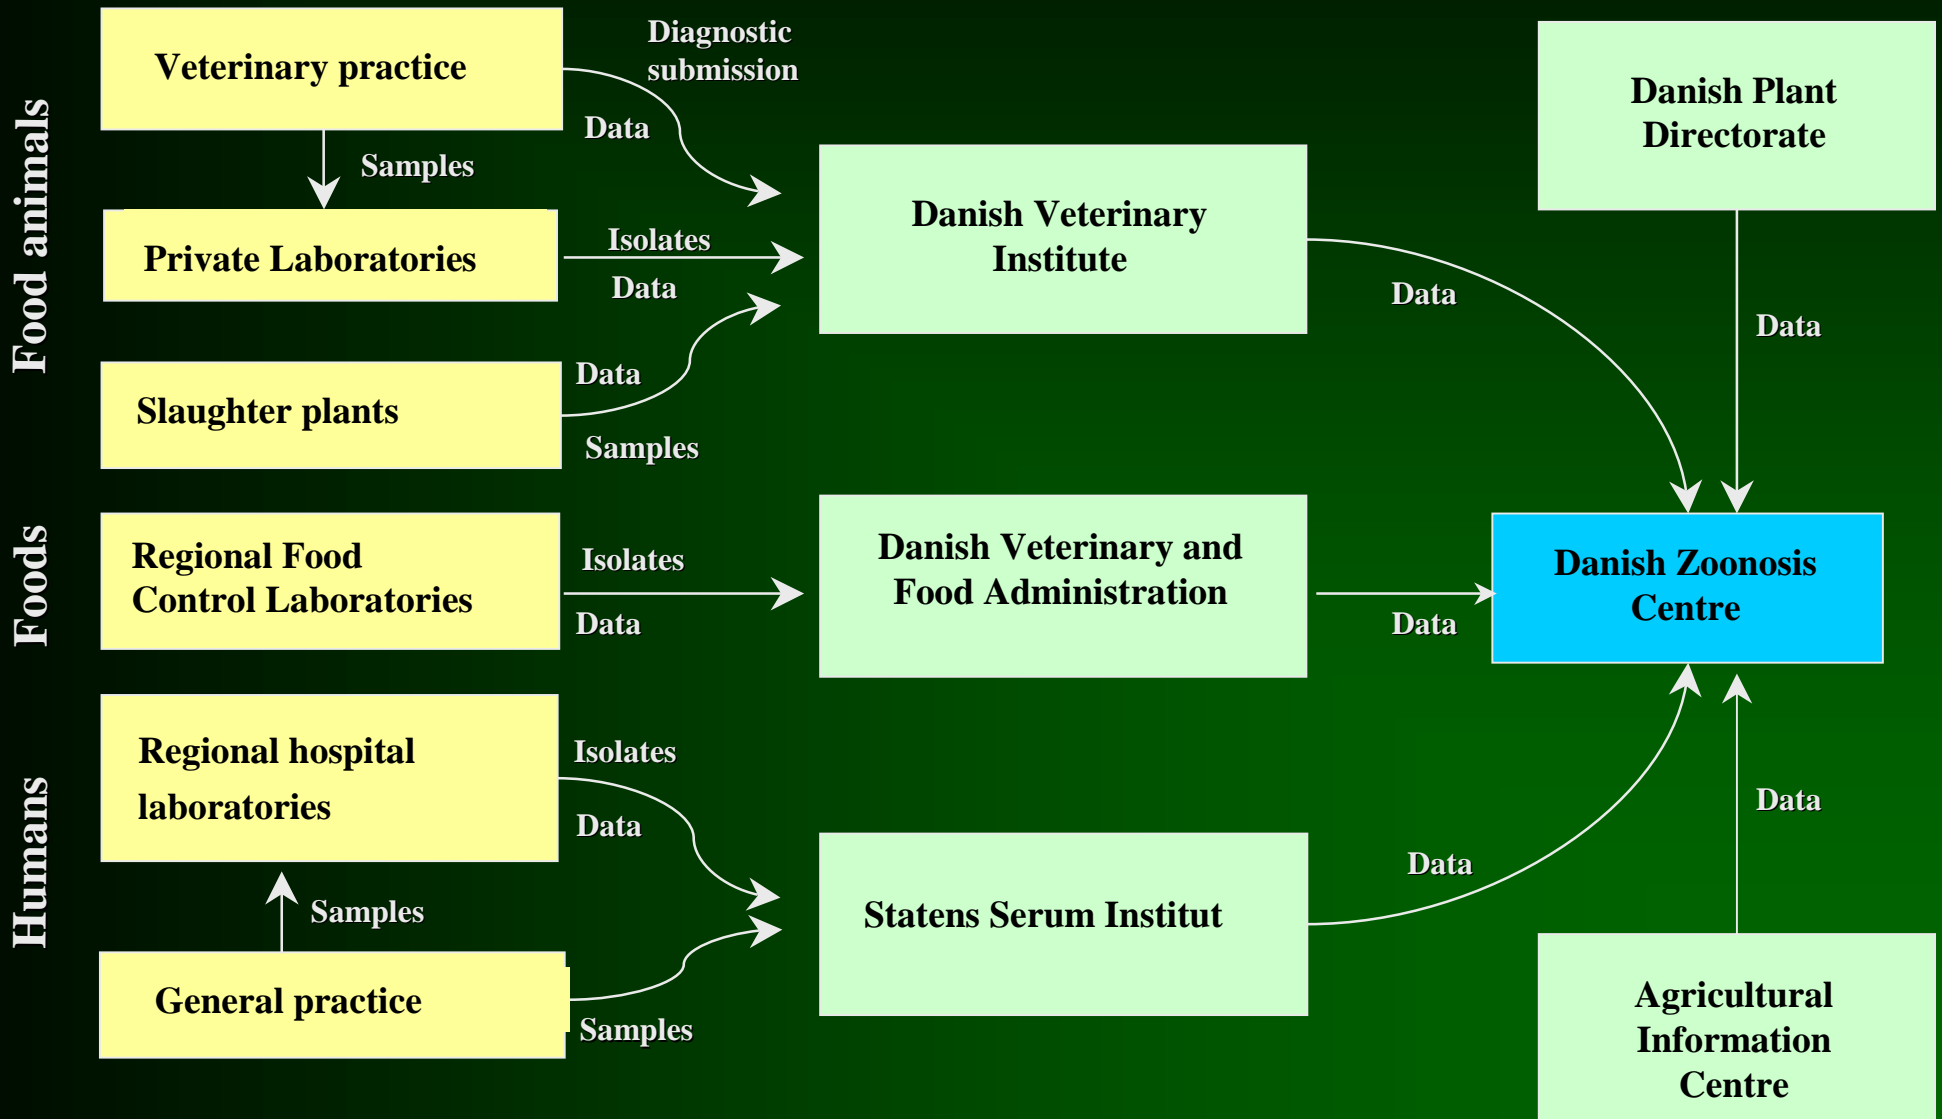 Food animals
Veterinary practice
Diagnostic
submission
Data
Samples
Private Laboratories
Isolates
Data
Slaughter plants
Data
Samples
Danish Veterinary
Institute
Data
Danish Plant
Directorate
Data
Foods
Regional Food
Control Laboratories
Isolates
Data
Danish Veterinary and
Food Administration
Data
Danish Zoonosis
Centre
Humans
Regional hospital
laboratories
Isolates
Data
Samples
General practice
Samples
Statens Serum Institut
Data
Data
Agricultural
Information
Centre